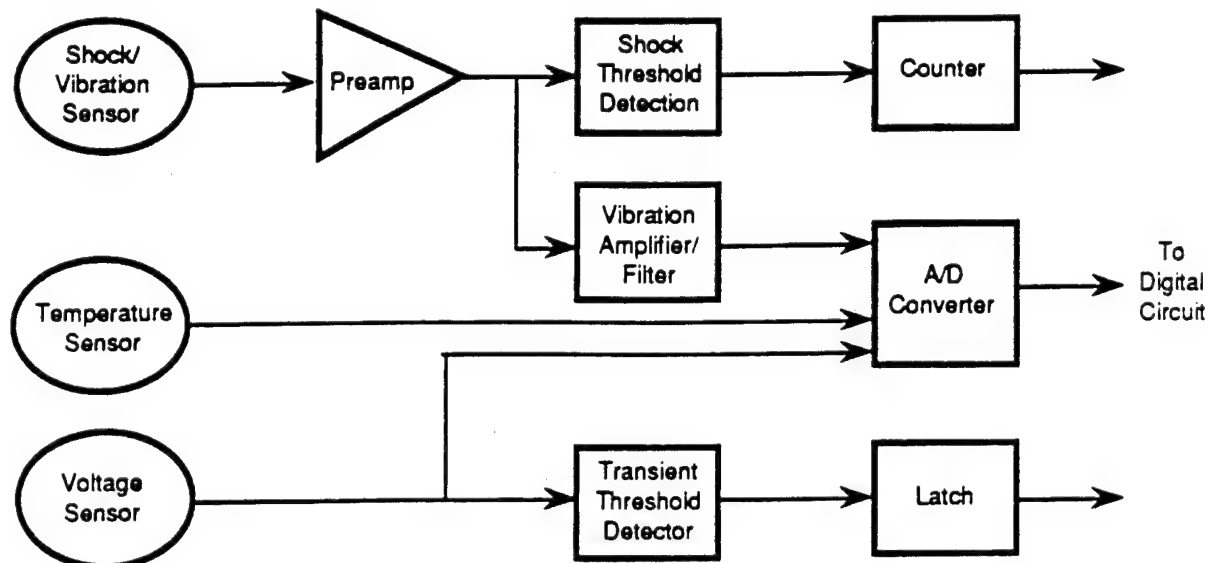 Shock/
Vibration
Sensor
Preamp
Shock
Threshold
Detection
Counter
Vibration
Amplifier/
Filter
A/D
Converter
To
Digital
Circuit
Temperature
Sensor
Voltage
Sensor
Transient
Threshold
Detector
Latch